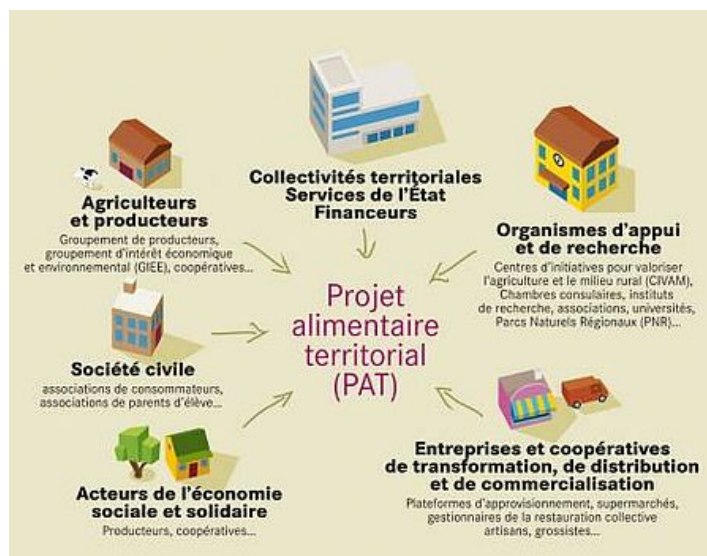 Collectivités territoriales
Services de l'État
Financeurs
Agriculteurs
et producteurs
Groupement de producteurs,
groupement d'intérêt économique
et environnemental (GIEE), coopératives...
Organismes d'appui
et de recherche
Centres d'initiatives pour valoriser
l'agriculture et le milieu rural (CIVAM),
Chambres consulaires, instituts
de recherche, associations, universités,
Parcs Naturels Régionaux (PNR)...
Projet
alimentaire
territorial
(PAT)
Société civile
associations de consommateurs,
associations de parents d'élève...
Acteurs de l'économie
sociale et solidaire
Producteurs, coopératives...
Entreprises et coopératives
de transformation, de distribution
et de commercialisation
Plateformes d'approvisionnement, supermarchés,
gestionnaires de la restauration collective
artisans, grossistes...